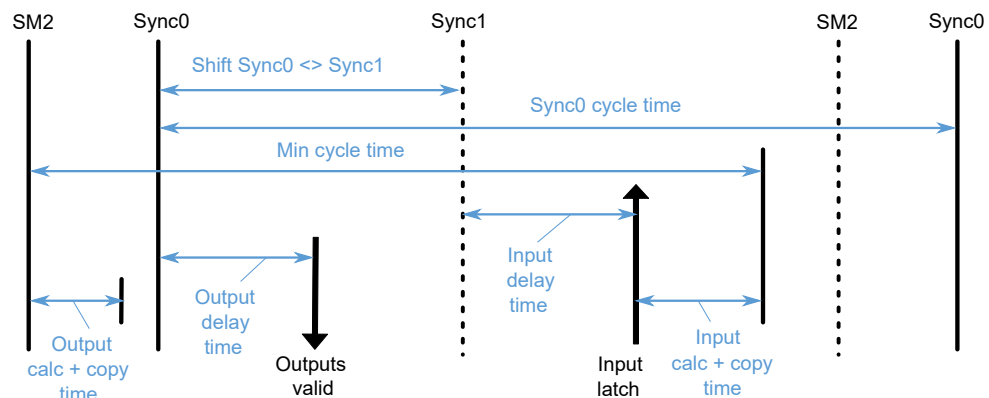 SM2
Sync0
Sync1
SM2
Sync0
Shift Sync0 <> Sync1
Sync0 cycle time
Min cycle time
Input
delay
time
Output
delay
time
Output
calc + copy
time
Outputs
valid
Input
latch
Input
calc + copy
time